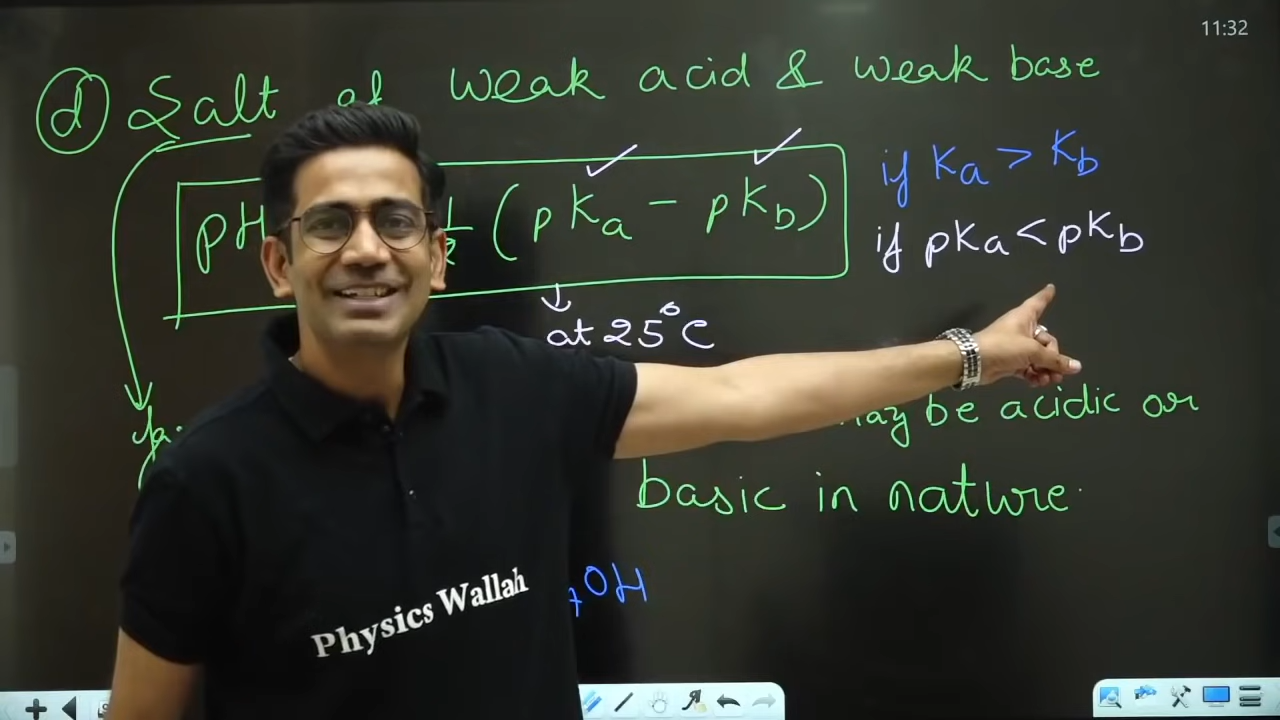 11:32
d Salt of weak acid & weak base
pH (pKa - pKb)
if Ka > Kb
if pKa < pKb
at 25°C
may be acidic or
basic in nature.
OH
Physics Wallah